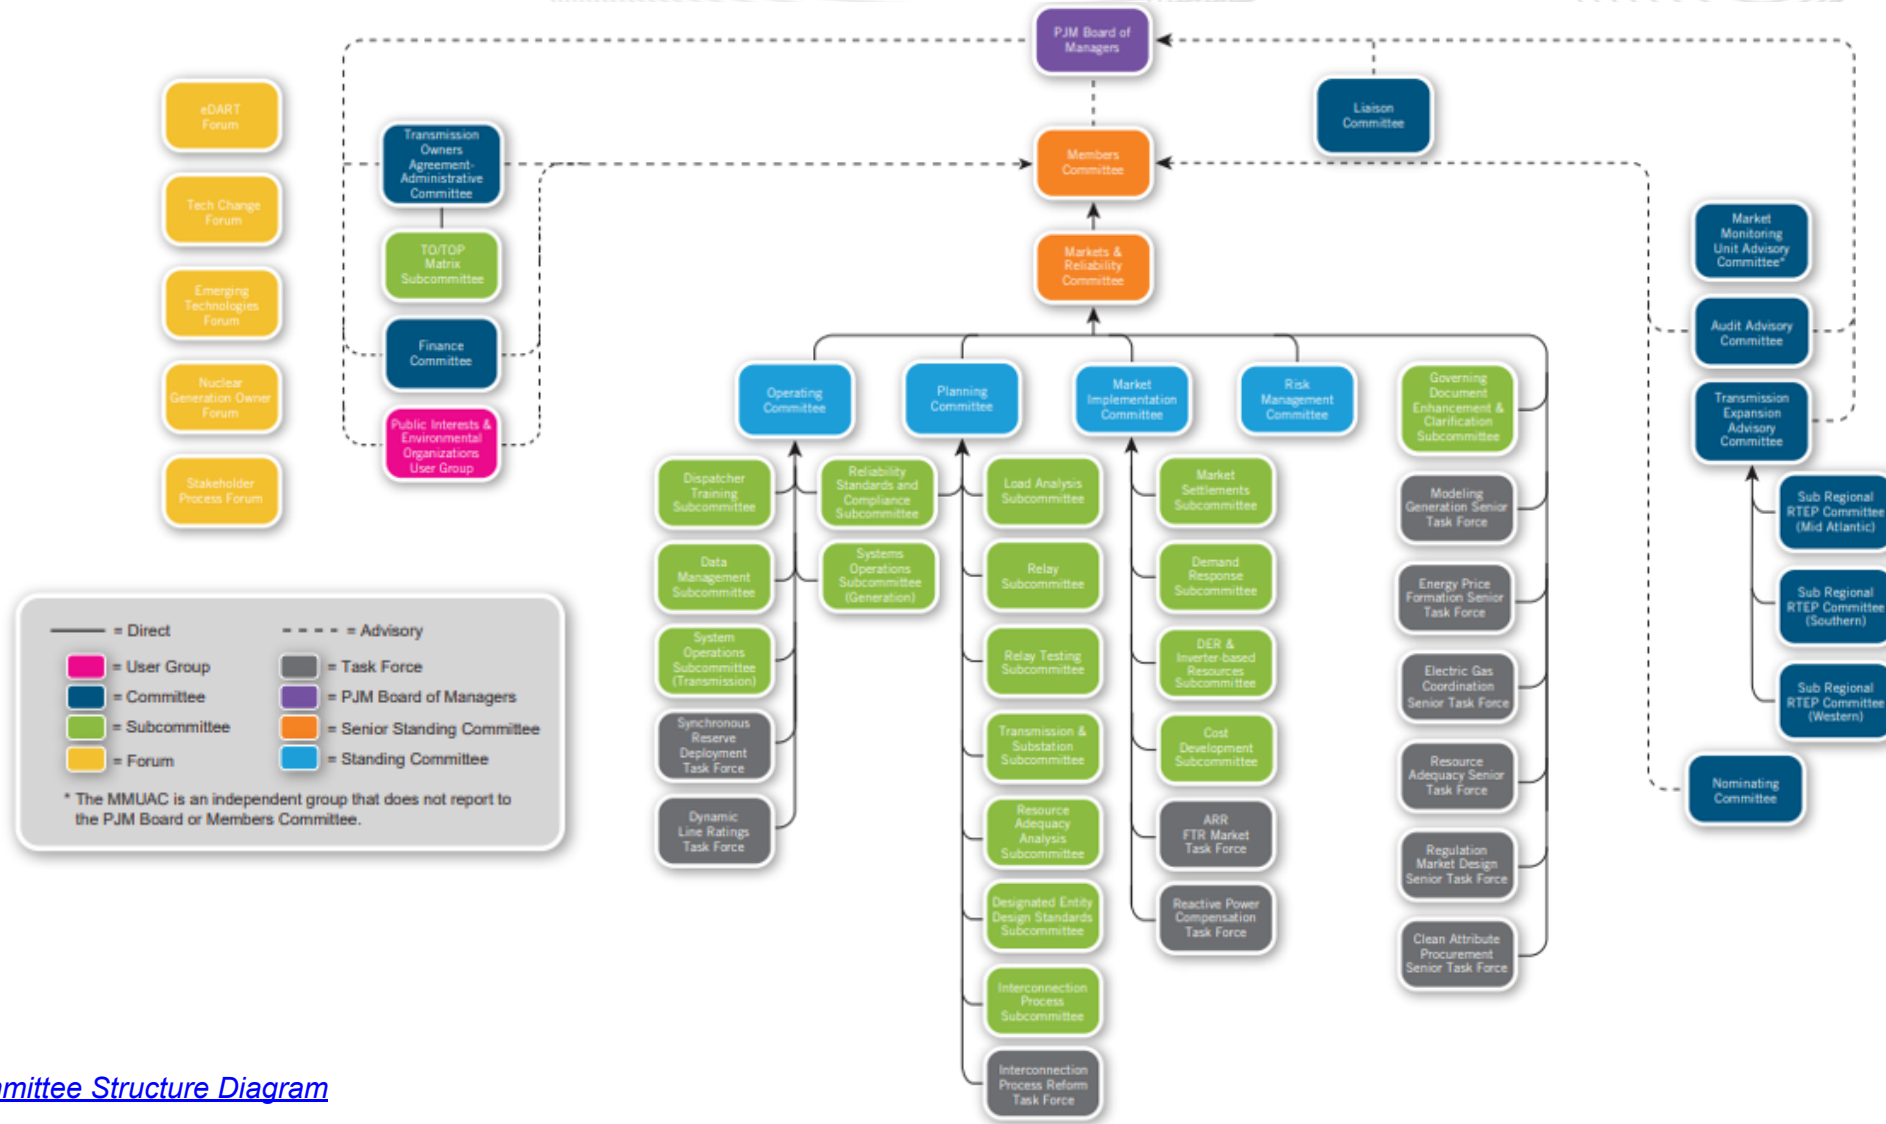 PJM Board of
Managers
Liaison
Committee
eDART
Forum
Tech Change
Forum
Emerging
Technologies
Forum
Nuclear
Generation Owner
Forum
Stakeholder
Process Forum
Transmission
Owners
Agreement-
Administrative
Committee
TO/TOP
Matrix
Subcommittee
Finance
Committee
Public Interests &
Environmental
Organizations
User Group
Members
Committee
Markets &
Reliability
Committee
Operating
Committee
Planning
Committee
Market
Implementation
Committee
Risk
Management
Committee
Dispatcher
Training
Subcommittee
Data
Management
Subcommittee
System
Operations
Subcommittee
(Transmission)
Synchronous
Reserve
Deployment
Task Force
Dynamic
Line Ratings
Task Force
Reliability
Standards and
Compliance
Subcommittee
Systems
Operations
Subcommittee
(Generation)
Load Analysis
Subcommittee
Relay
Subcommittee
Relay Testing
Subcommittee
Transmission &
Substation
Subcommittee
Resource
Adequacy
Analysis
Subcommittee
Designated Entity
Design Standards
Subcommittee
Interconnection
Process
Subcommittee
Interconnection
Process Reform
Task Force
Market
Settlements
Subcommittee
Demand
Response
Subcommittee
DER &
Inverter-based
Resources
Subcommittee
Cost
Development
Subcommittee
ARR
FTR Market
Task Force
Reactive Power
Compensation
Task Force
Governing
Document
Enhancement &
Clarification
Subcommittee
Modeling
Generation Senior
Task Force
Energy Price
Formation Senior
Task Force
Electric Gas
Coordination
Senior Task Force
Resource
Adequacy Senior
Task Force
Regulation
Market Design
Senior Task Force
Clean Attribute
Procurement
Senior Task Force
Market
Monitoring
Unit Advisory
Committee*
Audit Advisory
Committee
Transmission
Expansion
Advisory
Committee
Sub Regional
RTEP Committee
(Mid Atlantic)
Sub Regional
RTEP Committee
(Southern)
Sub Regional
RTEP Committee
(Western)
Nominating
Committee
= Direct
= Advisory
= User Group
= Task Force
= Committee
= PJM Board of Managers
= Subcommittee
= Senior Standing Committee
= Forum
= Standing Committee
* The MMUAC is an independent group that does not report to
the PJM Board or Members Committee.
mmittee Structure Diagram